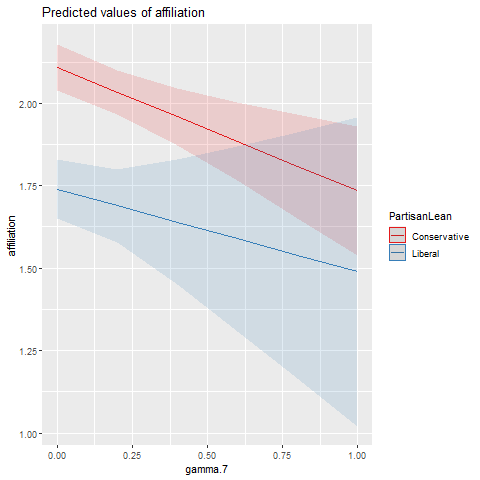 Predicted values of affiliation
2.00
1.75
1.50
1.25
1.00
affiliation
0.00 0.25 0.50 0.75 1.00
gamma.7
PartisanLean
Conservative
Liberal